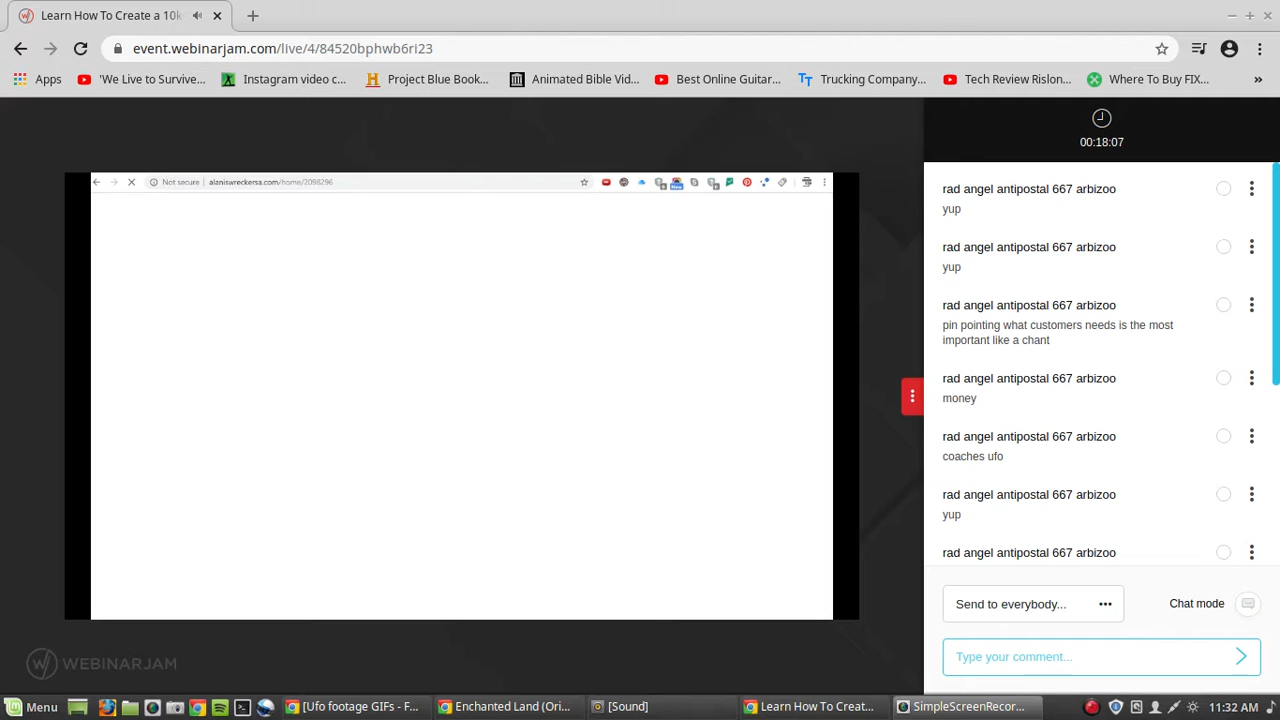 Learn How To Create a 10k
event.webinarjam.com/live/4/84520bphwb6ri23
Apps
'We Live to Survive...
Instagram video c...
Project Blue Book...
Animated Bible Vid...
Best Online Guitar...
Trucking Company...
Tech Review Rislon...
Where To Buy FIX...
»
00:18:07
Not secure | alaniswreckersa.com/home/2098296
New
rad angel antipostal 667 arbizoo
yup
rad angel antipostal 667 arbizoo
yup
rad angel antipostal 667 arbizoo
pin pointing what customers needs is the most
important like a chant
rad angel antipostal 667 arbizoo
money
rad angel antipostal 667 arbizoo
coaches ufo
rad angel antipostal 667 arbizoo
yup
rad angel antipostal 667 arbizoo
Send to everybody...
Chat mode
Type your comment...
WEBINARJAM
Menu
[Ufo footage GIFs - F...
Enchanted Land (Ori...
[Sound]
Learn How To Creat...
SimpleScreenRecor...
11:32 AM